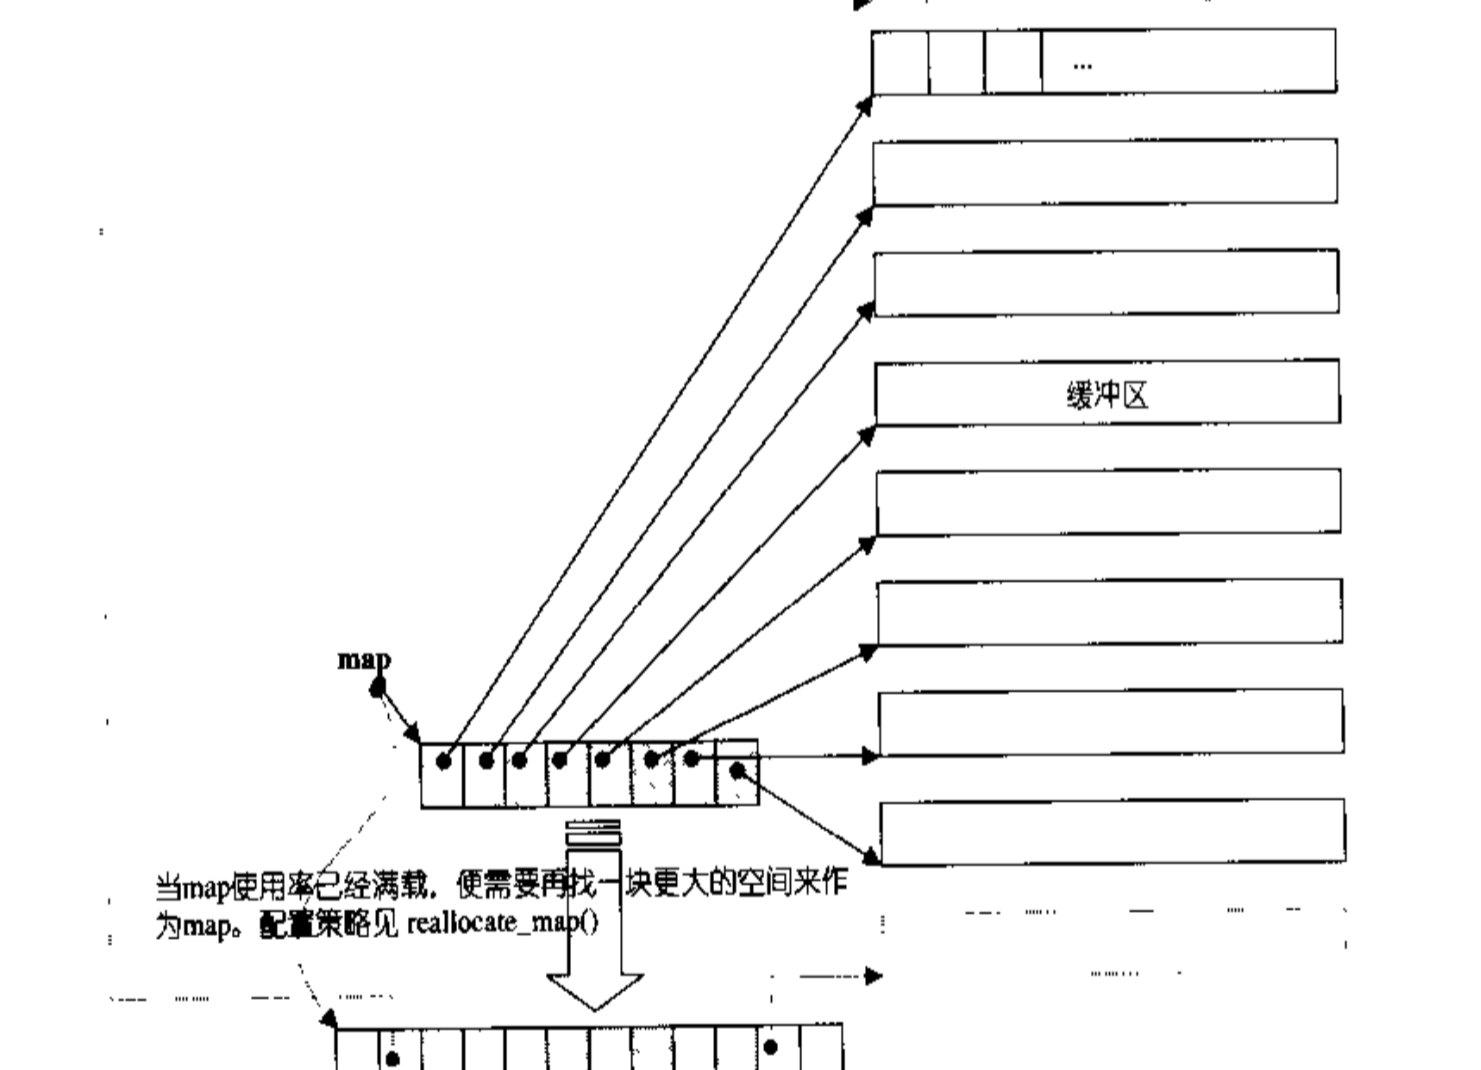 ...
缓冲区
map
当map使用率已经满载，便需要再找一块更大的空间来作
为map。配置策略见 reallocate_map()